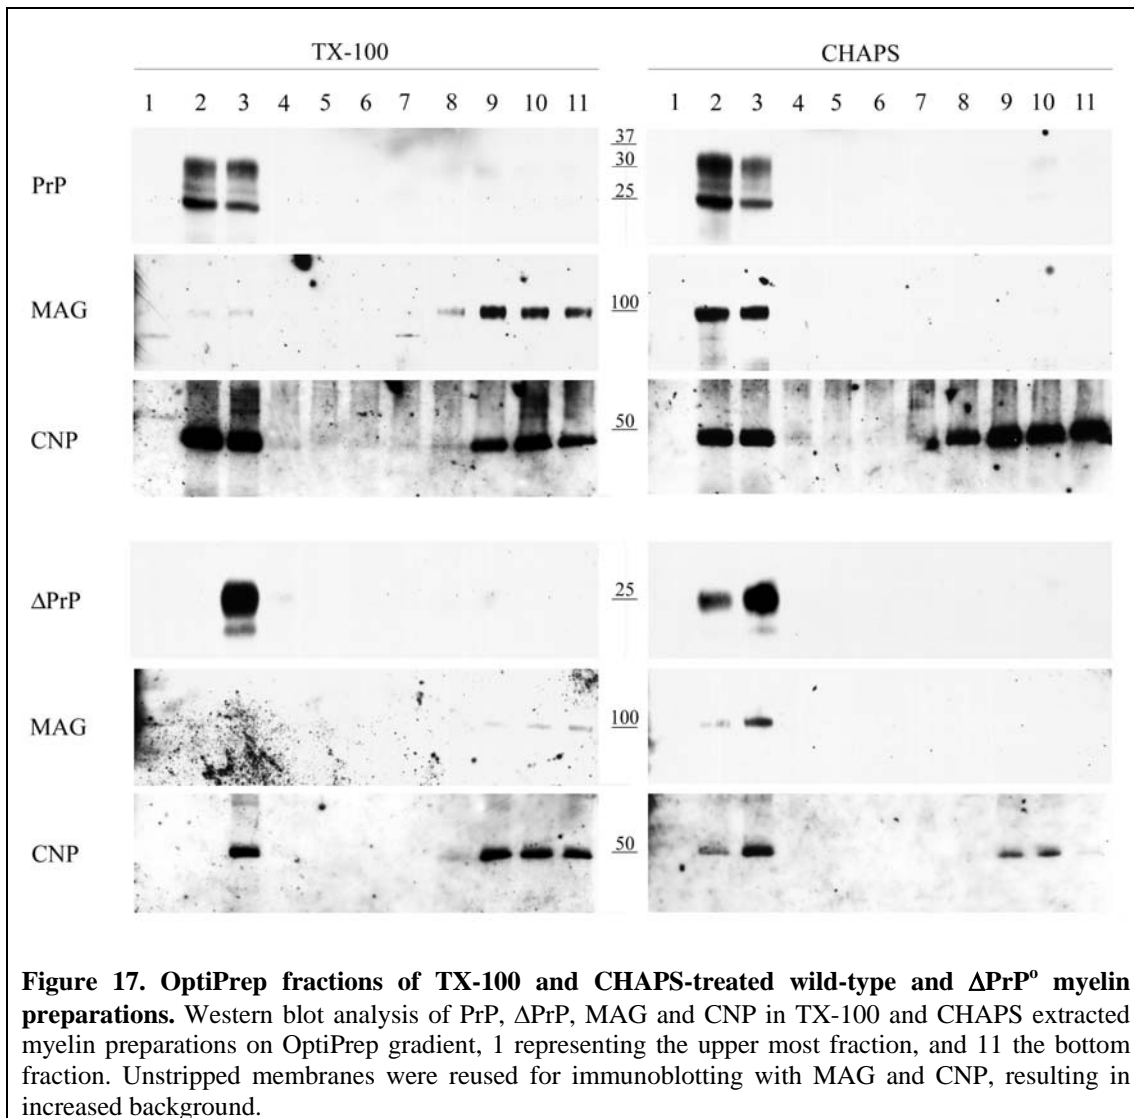 TX-100 CHAPS
1 2 3 4 5 6 7 8 9 10 11 1 2 3 4 5 6 7 8 9 10 11
PrP 37
30
25
MAG 100
CNP 50
ΔPrP 25
MAG 100
CNP 50
Figure 17. OptiPrep fractions of TX-100 and CHAPS-treated wild-type and ΔPrPº myelin
preparations. Western blot analysis of PrP, ΔPrP, MAG and CNP in TX-100 and CHAPS extracted
myelin preparations on OptiPrep gradient, 1 representing the upper most fraction, and 11 the bottom
fraction. Unstripped membranes were reused for immunoblotting with MAG and CNP, resulting in
increased background.